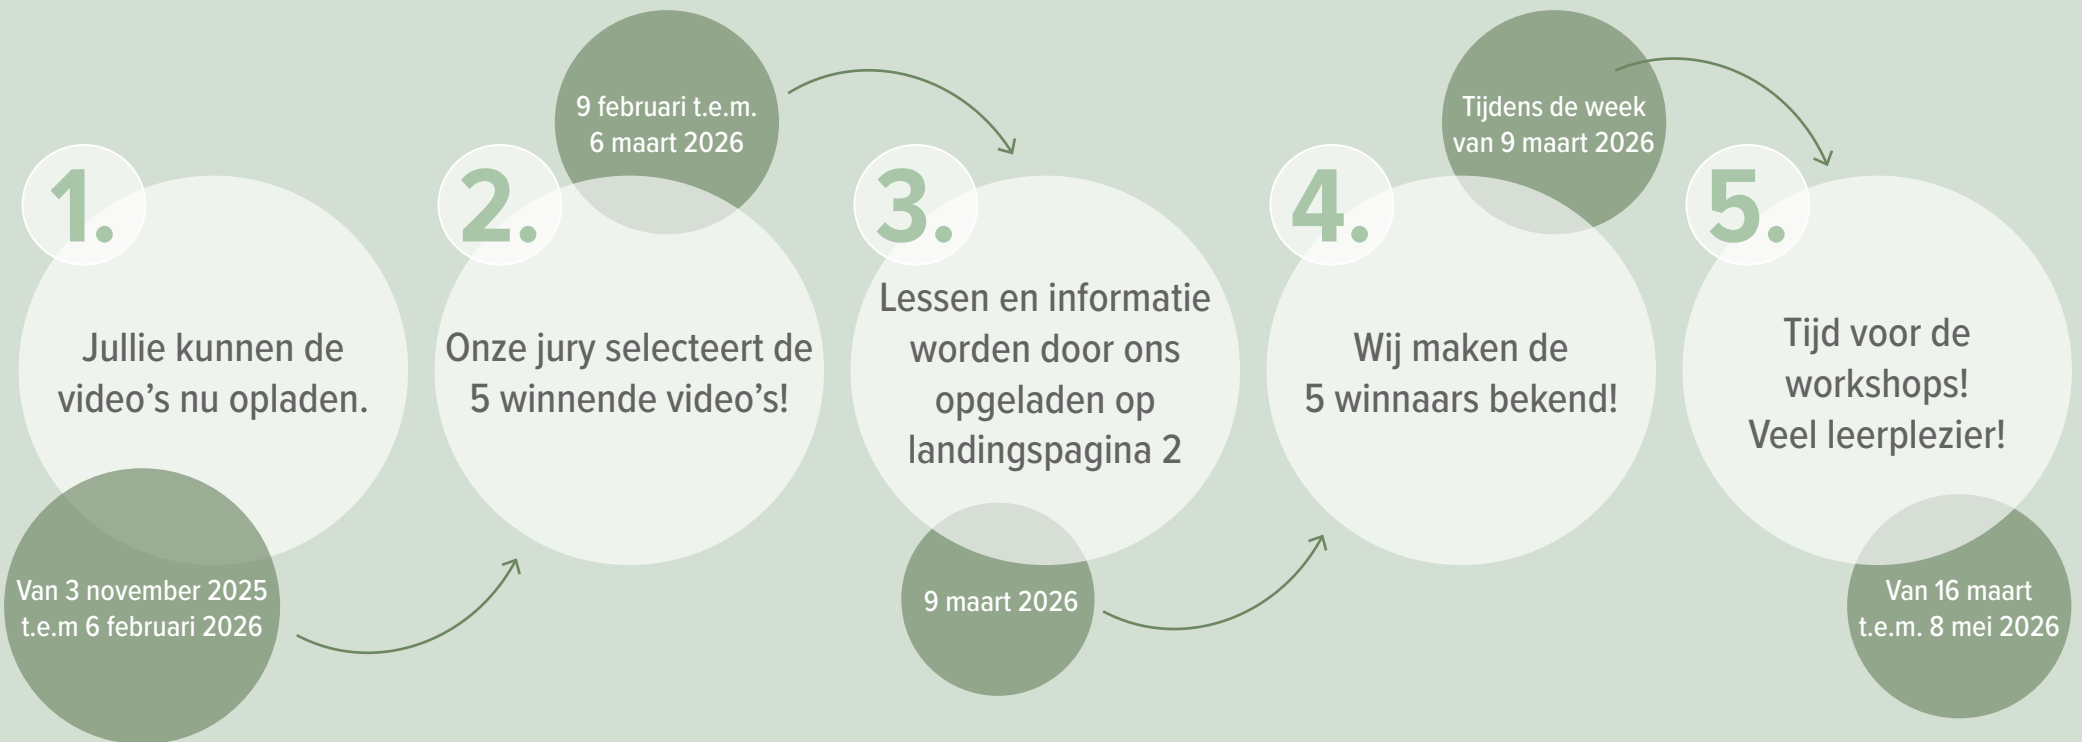 1.
Jullie kunnen de
video’s nu opladen.
Van 3 november 2025
t.e.m 6 februari 2026
2.
9 februari t.e.m.
6 maart 2026
Onze jury selecteert de
5 winnende video’s!
3.
Lessen en informatie
worden door ons
opgeladen op
landingspagina 2
9 maart 2026
4.
Tijdens de week
van 9 maart 2026
Wij maken de
5 winnaars bekend!
5.
Tijd voor de
workshops!
Veel leerplezier!
Van 16 maart
t.e.m. 8 mei 2026